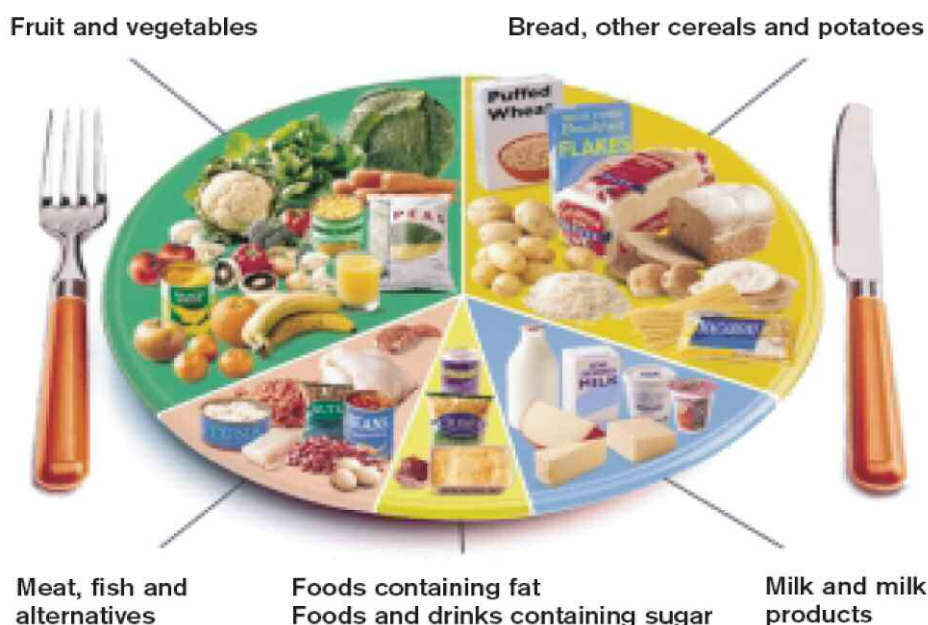 Fruit and vegetables
Bread, other cereals and potatoes
Puffed
Wheat
FLAKES
PEAS
MILK
TUNA
BEANS
Meat, fish and
alternatives
Foods containing fat
Foods and drinks containing sugar
Milk and milk
products